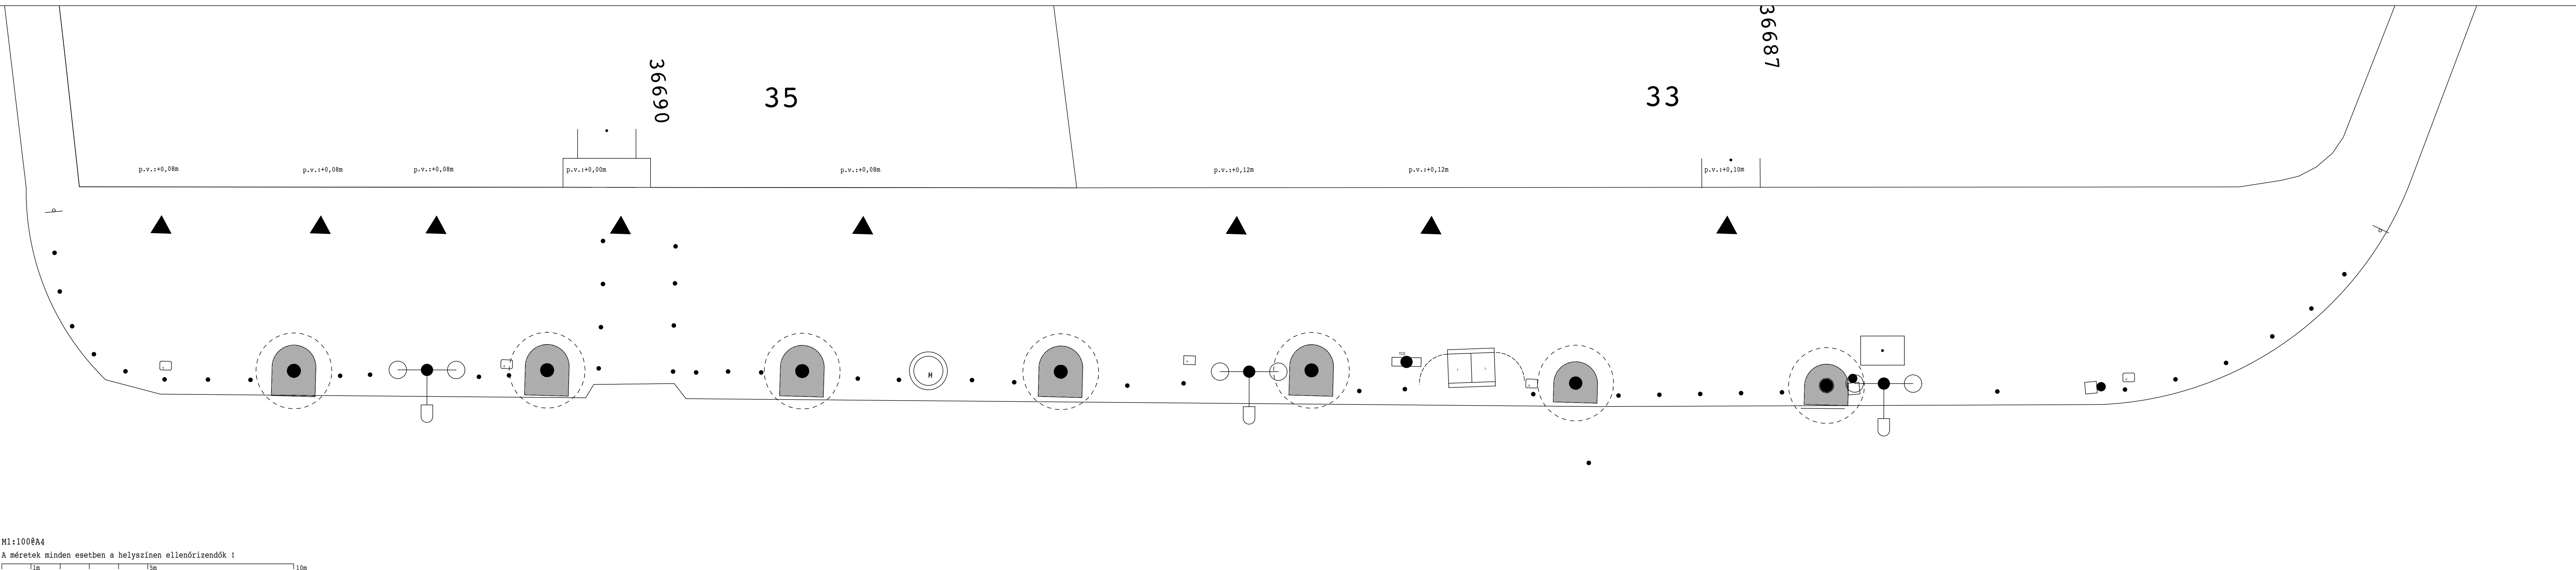 36687
36690
35
33
p.v.:+0,08m
p.v.:+0,08m
p.v.:+0,08m
p.v.:+0,00m
p.v.:+0,08m
p.v.:+0,12m
p.v.:+0,12m
p.v.:+0,10m
H
M1:100@A4
A méretek minden esetben a helyszínen ellenőrizendők !
1m 5m 10m